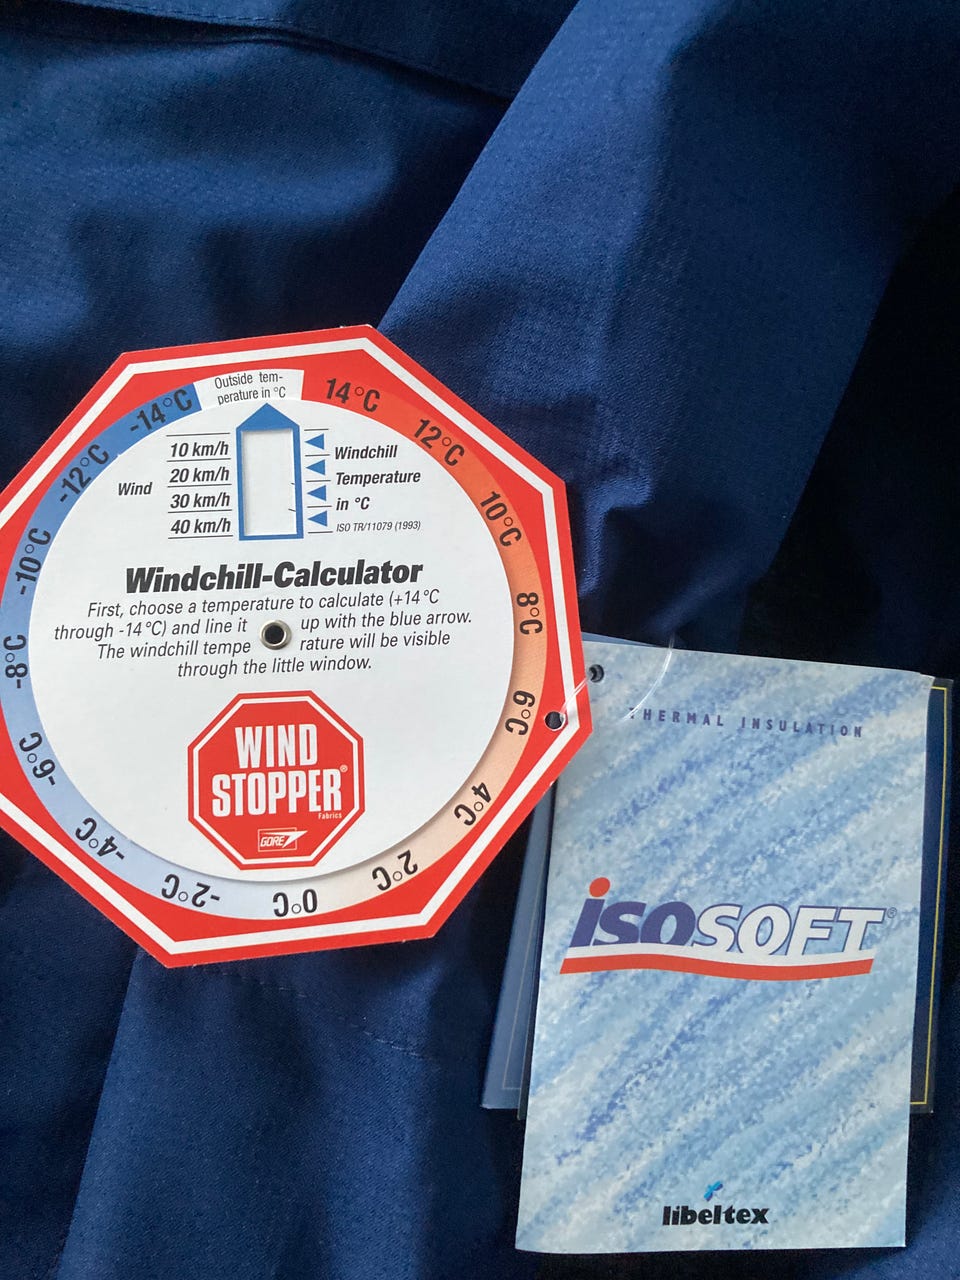 Outside tem-
perature in °C
14°C
12°C
10°C
8°C
6°C
4°C
2°C
0°C
-2°C
-4°C
-6°C
-8°C
-10°C
-12°C
-14°C
Wind
10 km/h
20 km/h
30 km/h
40 km/h
Windchill
Temperature
in °C
ISO TR/11079 (1993)
Windchill-Calculator
First, choose a temperature to calculate (+14°C
through -14°C) and line it up with the blue arrow.
The windchill tempe rature will be visible
through the little window.
WIND
STOPPER®
Fabrics
GORE
THERMAL INSULATION
isoSOFT®
libeltex